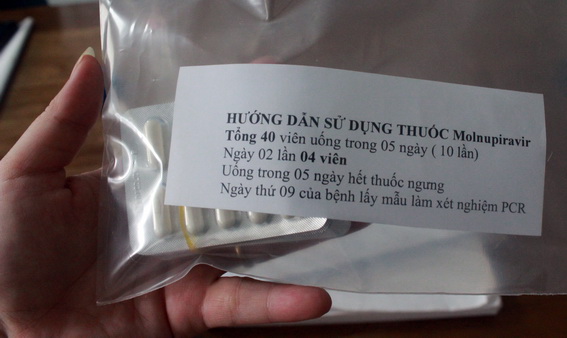 HƯỚNG DẪN SỬ DỤNG THUỐC Molnupiravir
Tổng 40 viên uống trong 05 ngày ( 10 lần)
Ngày 02 lần 04 viên
Uống trong 05 ngày hết thuốc ngưng
Ngày thứ 09 của bệnh lấy mẫu làm xét nghiệm PCR